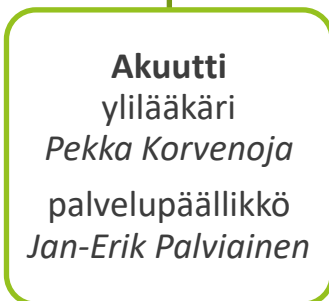 Akuutti
ylilääkäri
Pekka Korvenoja
palvelupäällikkö
Jan-Erik Palviainen